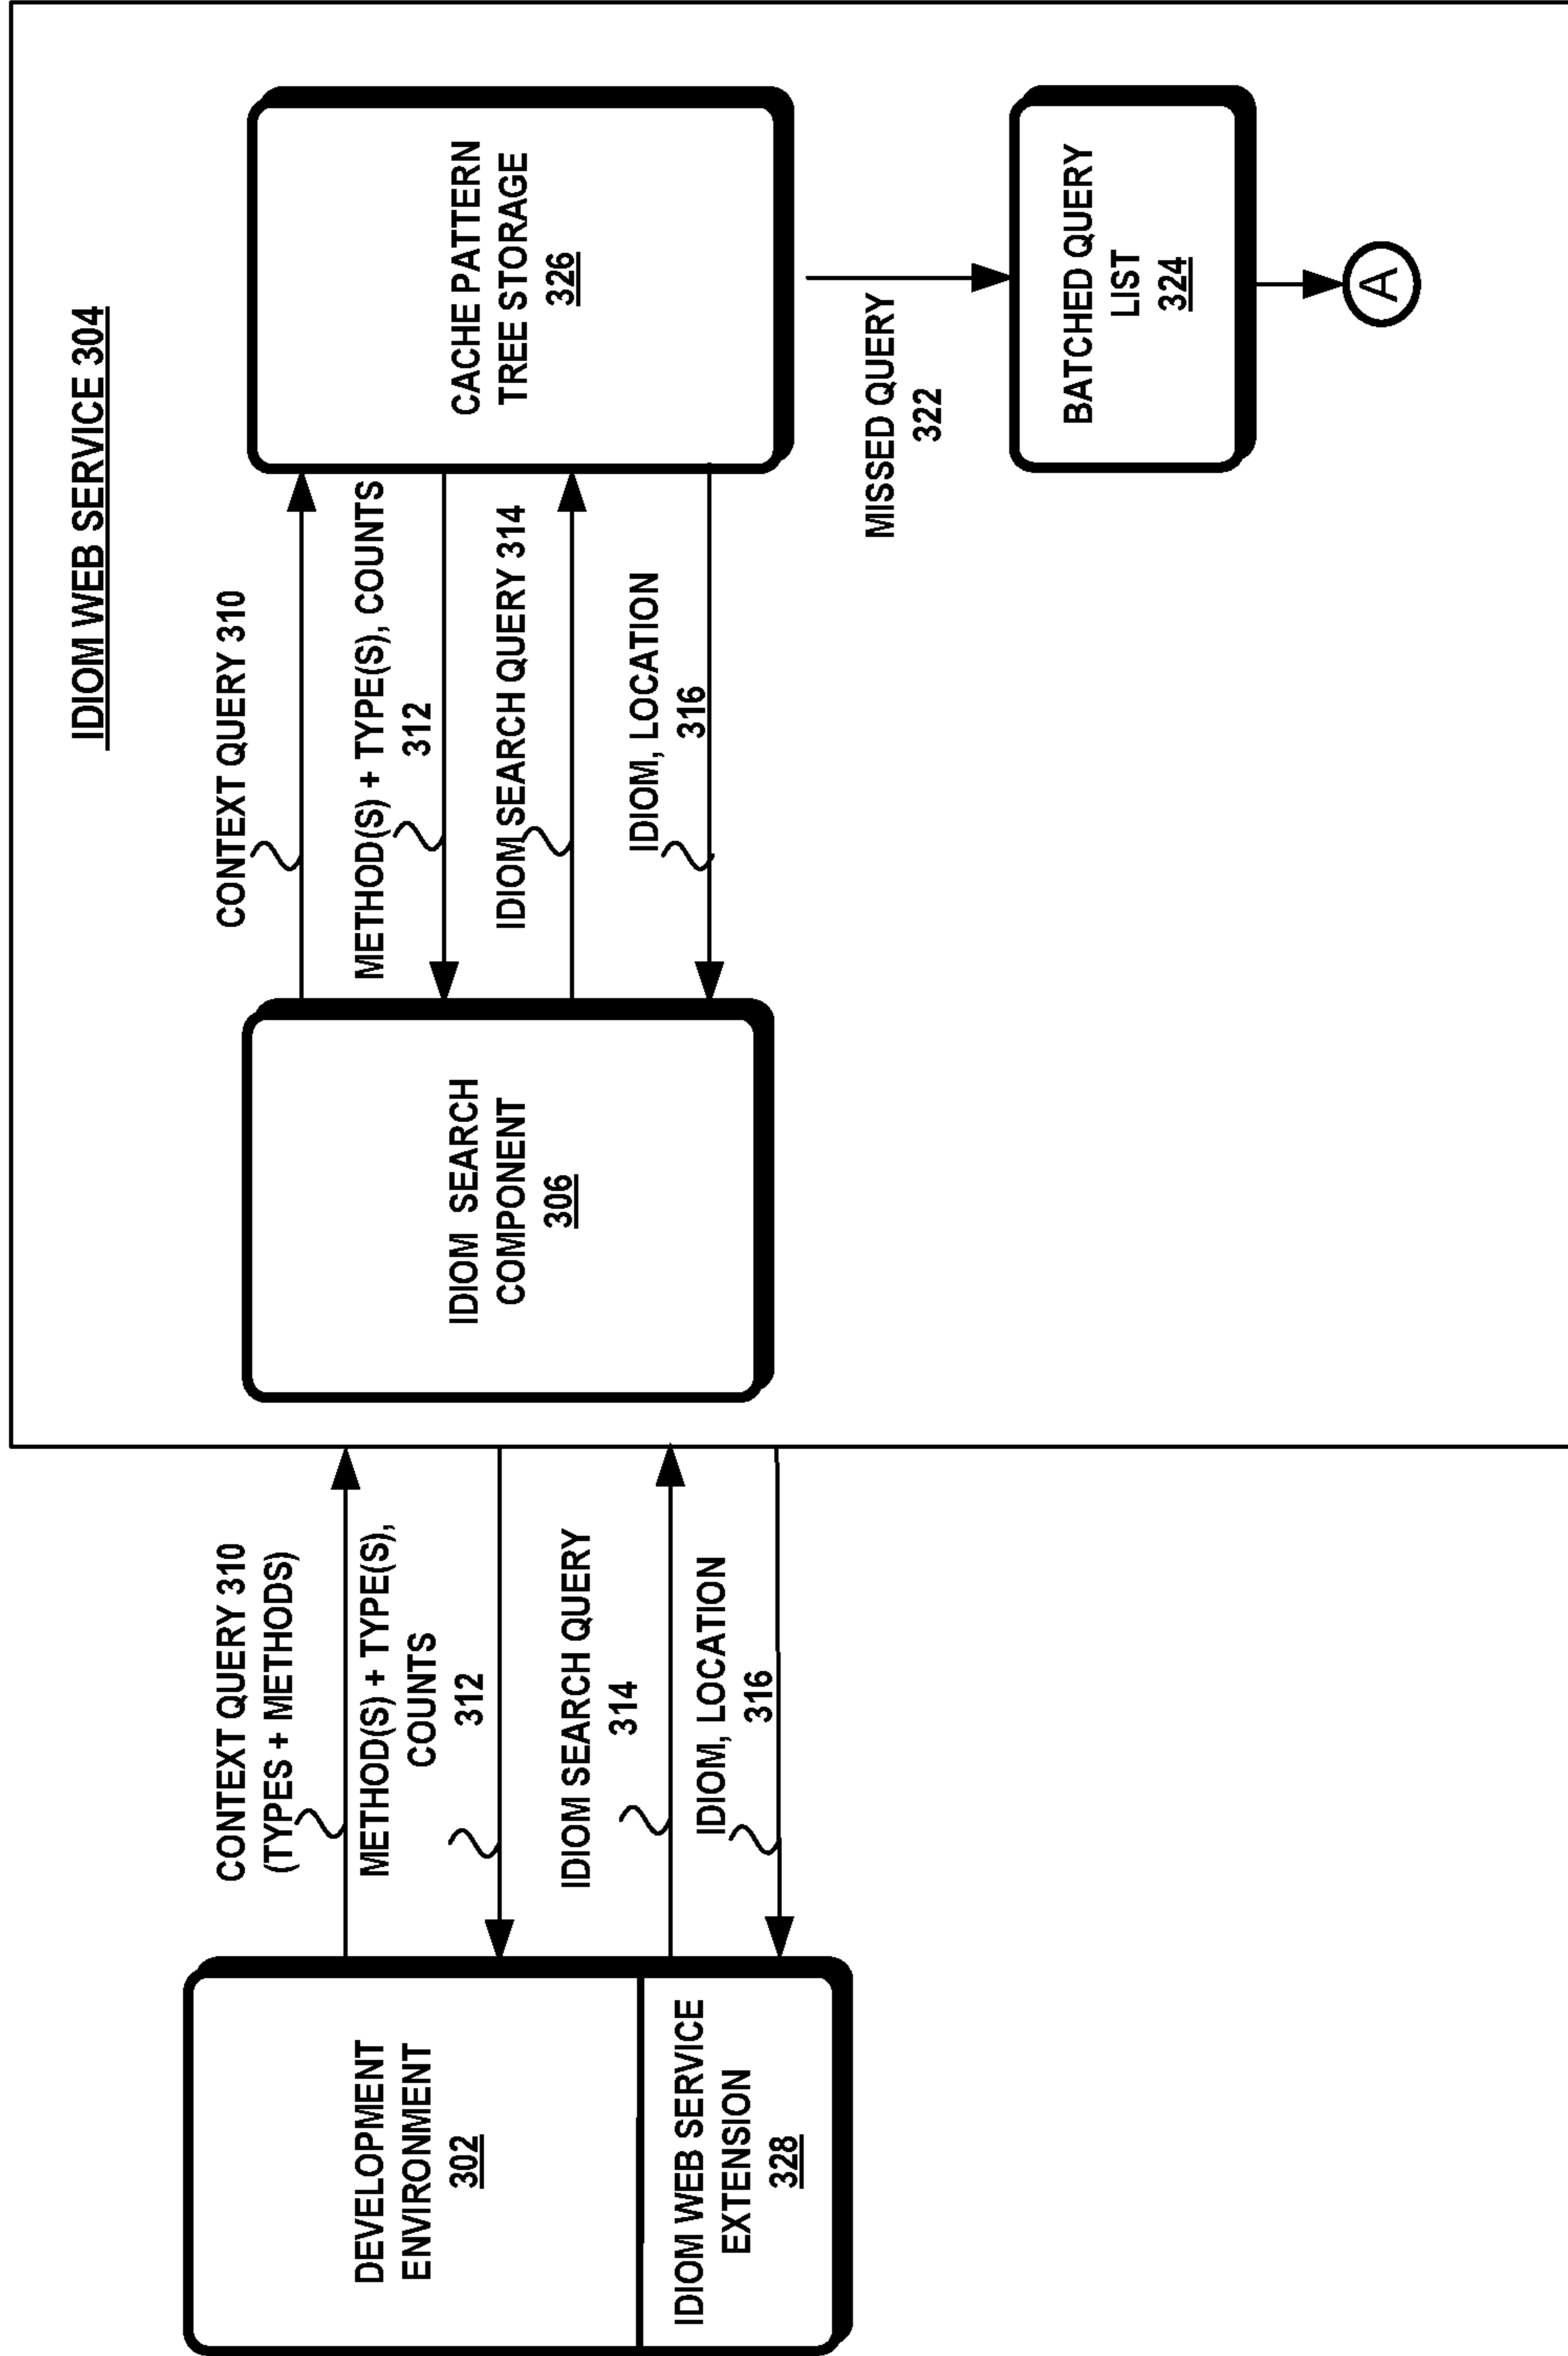 IDIOM WEB SERVICE 304
DEVELOPMENT
ENVIRONMENT
302
IDIOM WEB SERVICE
EXTENSION
328
CONTEXT QUERY 310
(TYPES + METHODS)
METHOD(S) + TYPE(S),
COUNTS
312
IDIOM SEARCH QUERY
314
IDIOM, LOCATION
316
IDIOM SEARCH
COMPONENT
306
CONTEXT QUERY 310
METHOD(S) + TYPE(S), COUNTS
312
IDIOM SEARCH QUERY 314
IDIOM, LOCATION
316
CACHE PATTERN
TREE STORAGE
326
MISSED QUERY
322
BATCHED QUERY
LIST
324
A